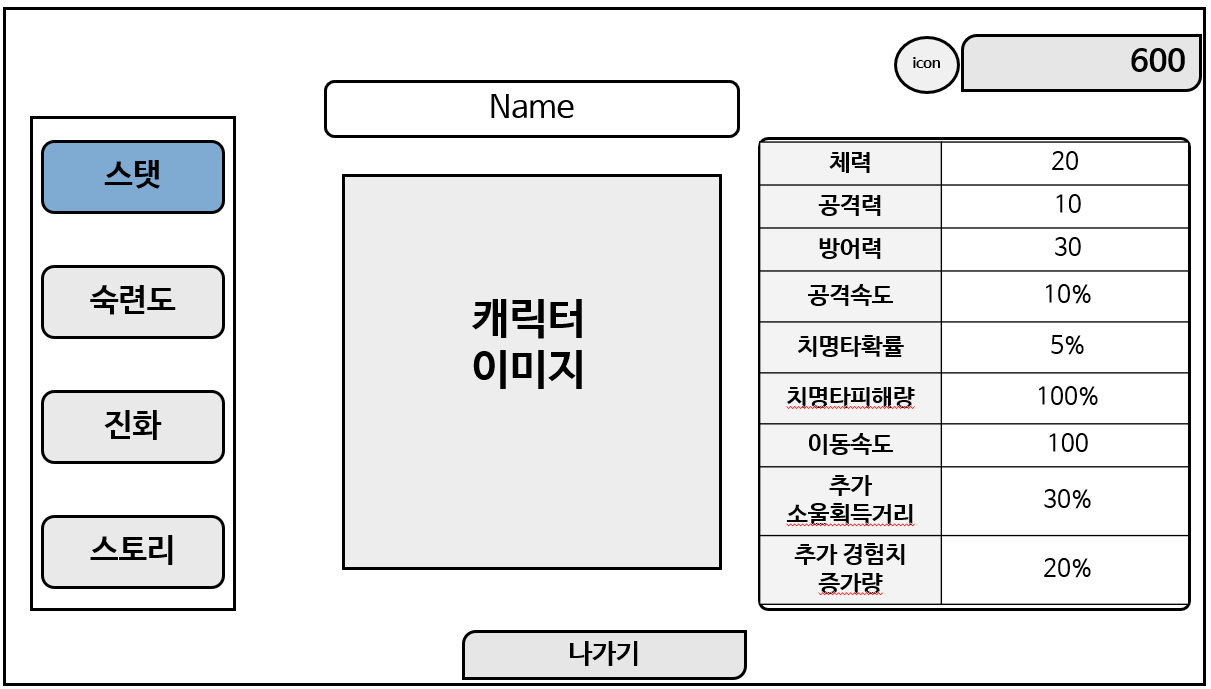 icon
600
Name
스탯
숙련도
진화
스토리
캐릭터
이미지
체력 20
공격력 10
방어력 30
공격속도 10%
치명타확률 5%
치명타피해량 100%
이동속도 100
추가
소울획득거리 30%
추가 경험치
증가량 20%
나가기